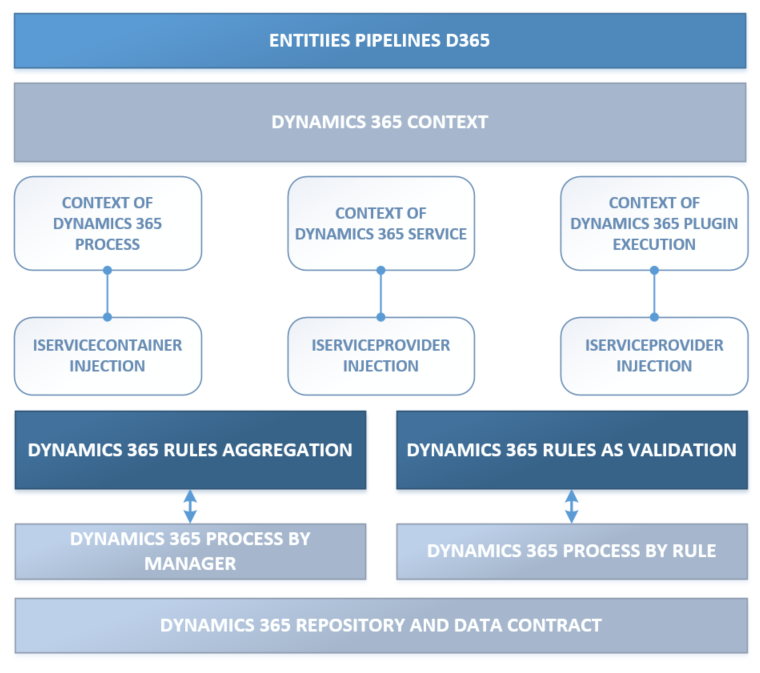 ENTITIIES PIPELINES D365
DYNAMICS 365 CONTEXT
CONTEXT OF
DYNAMICS 365
PROCESS
CONTEXT OF
DYNAMICS 365 SERVICE
CONTEXT OF
DYNAMICS 365 PLUGIN
EXECUTION
ISERVICECONTAINER
INJECTION
ISERVICEPROVIDER
INJECTION
ISERVICEPROVIDER
INJECTION
DYNAMICS 365 RULES AGGREGATION
DYNAMICS 365 RULES AS VALIDATION
DYNAMICS 365 PROCESS BY
MANAGER
DYNAMICS 365 PROCESS BY RULE
DYNAMICS 365 REPOSITORY AND DATA CONTRACT